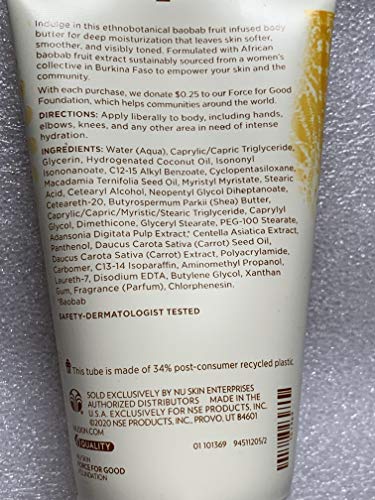 Indulge in this ethnobotanical baobab fruit infused body
butter for deep moisturization that leaves skin softer,
smoother, and visibly toned. Formulated with African
baobab fruit extract sustainably sourced from a women's
collective in Burkina Faso to empower your skin and the
community.
With each purchase, we donate $0.25 to our Force for Good
Foundation, which helps communities around the world.
DIRECTIONS: Apply liberally to body, including hands,
elbows, knees, and any other area in need of intense
hydration.
INGREDIENTS: Water (Aqua), Caprylic/Capric Triglyceride,
Glycerin, Hydrogenated Coconut Oil, Isononyl
Isononanoate, C12-15 Alkyl Benzoate, Cyclopentasiloxane,
Macadamia Ternifolia Seed Oil, Myristyl Myristate, Stearic
Acid, Cetearyl Alcohol, Neopentyl Glycol Diheptanoate,
Ceteareth-20, Butyrospermum Parkii (Shea) Butter,
Caprylic/Capric/Myristic/Stearic Triglyceride, Caprylyl
Glycol, Dimethicone, Glyceryl Stearate, PEG-100 Stearate,
Adansonia Digitata Pulp Extract,* Centella Asiatica Extract,
Panthenol, Daucus Carota Sativa (Carrot) Seed Oil,
Daucus Carota Sativa (Carrot) Extract, Polyacrylamide,
Carbomer, C13-14 Isoparaffin, Aminomethyl Propanol,
Laureth-7, Disodium EDTA, Butylene Glycol, Xanthan
Gum, Fragrance (Parfum), Chlorphenesin.
*Baobab
SAFETY-DERMATOLOGIST TESTED
This tube is made of 34% post-consumer recycled plastic.
SOLD EXCLUSIVELY BY NU SKIN ENTERPRISES
AUTHORIZED DISTRIBUTORS MADE IN THE
U.S.A. EXCLUSIVELY FOR NSE PRODUCTS, INC.
©2020 NSE PRODUCTS, INC. PROVO, UT 84601
NUSKIN.COM
QUALITY
01 101369 94511205/2
NU SKIN
FORCE FOR GOOD
FOUNDATION